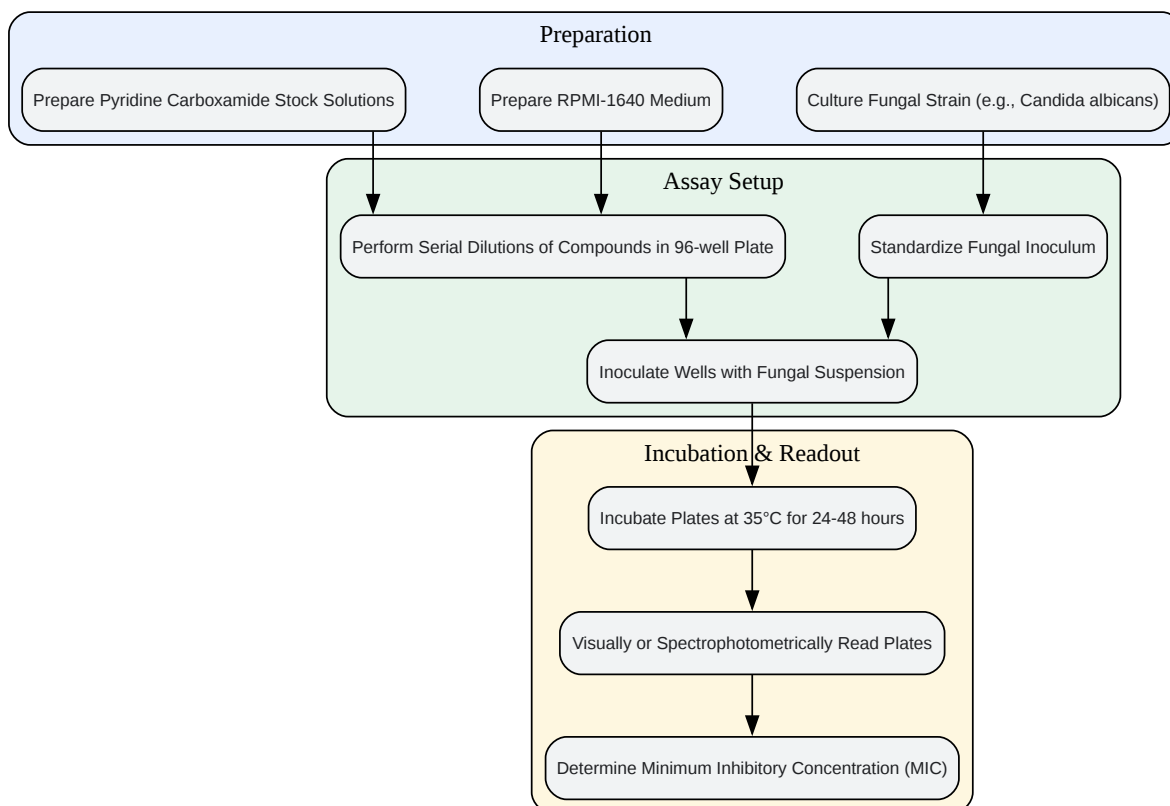 Preparation
Prepare Pyridine Carboxamide Stock Solutions
Prepare RPMI-1640 Medium
Culture Fungal Strain (e.g., Candida albicans)
Assay Setup
Perform Serial Dilutions of Compounds in 96-well Plate
Standardize Fungal Inoculum
Inoculate Wells with Fungal Suspension
Incubation & Readout
Incubate Plates at 35°C for 24-48 hours
Visually or Spectrophotometrically Read Plates
Determine Minimum Inhibitory Concentration (MIC)